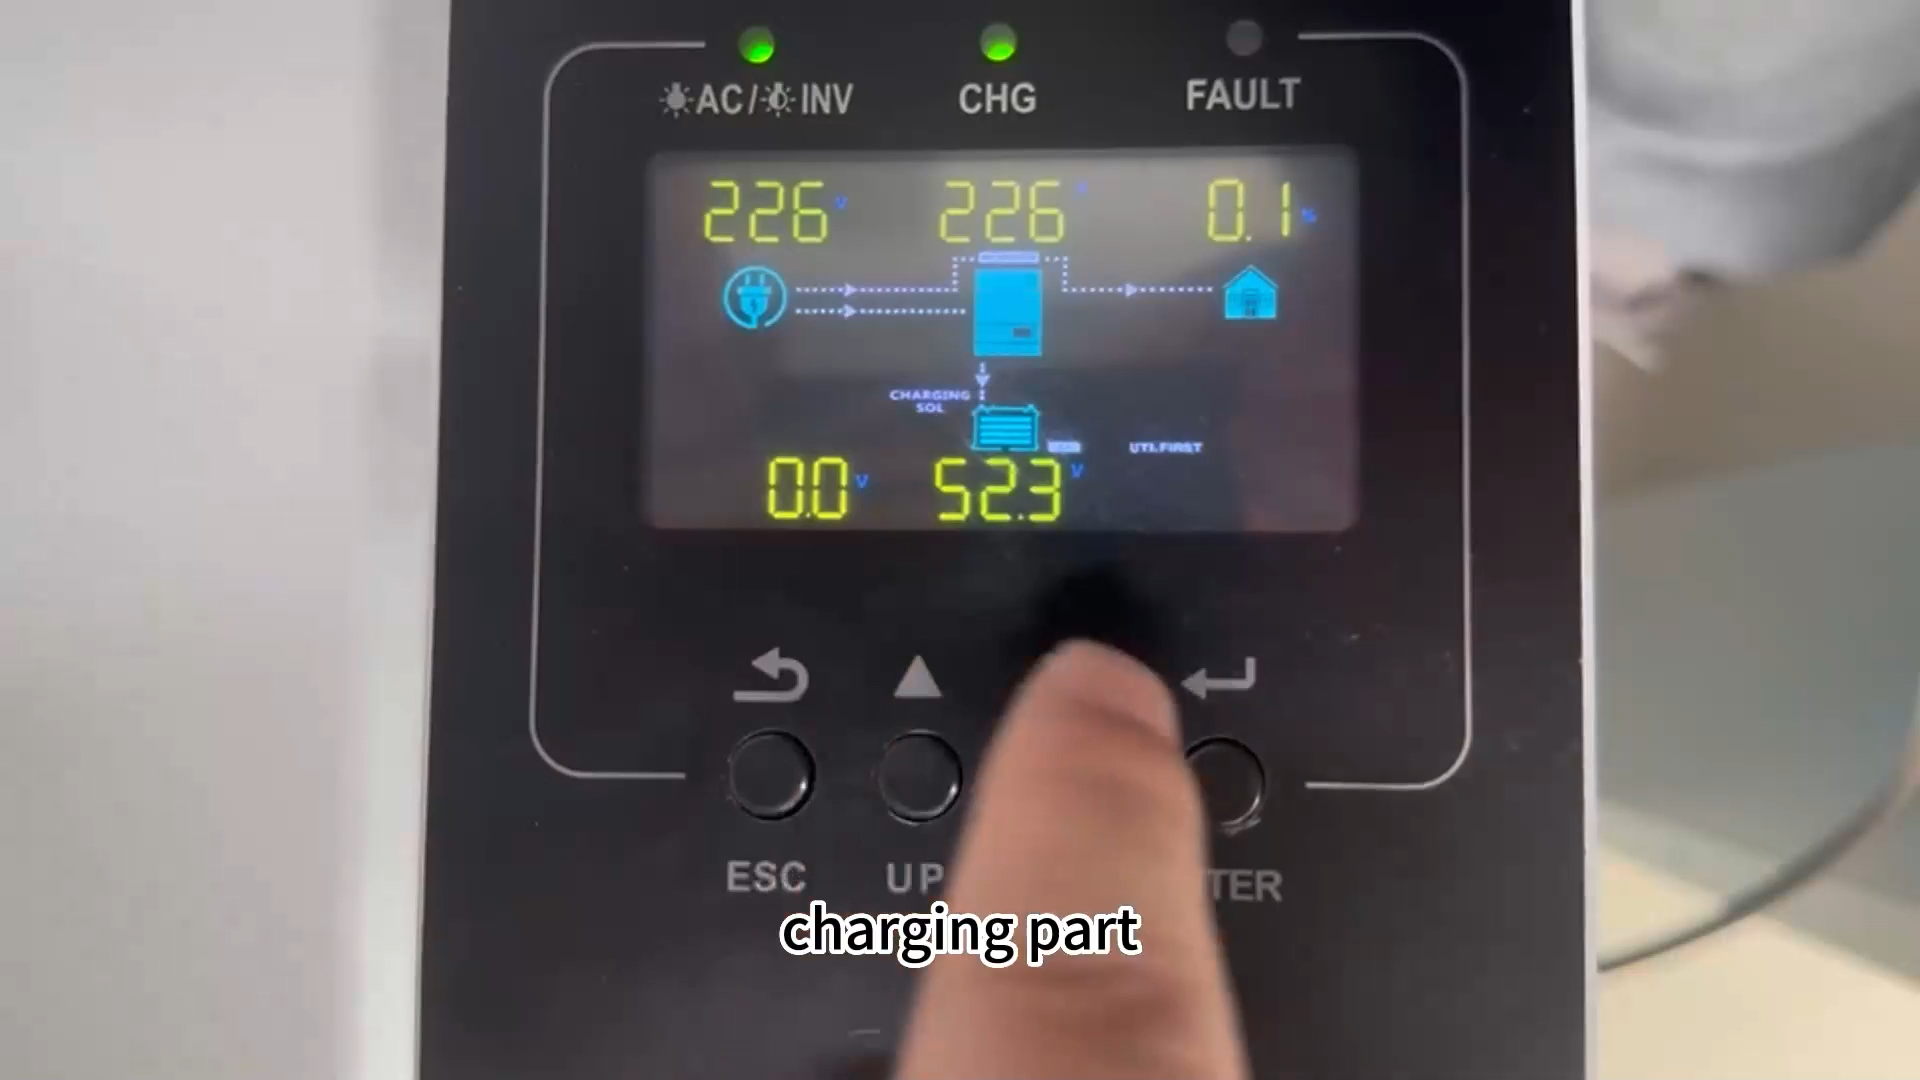 AC/ INV CHG FAULT
226 V 226 V 0.1
CHARGING
SOL
UTI.FIRST
0.0 V 52.3 V
ESC UP TER
charging part